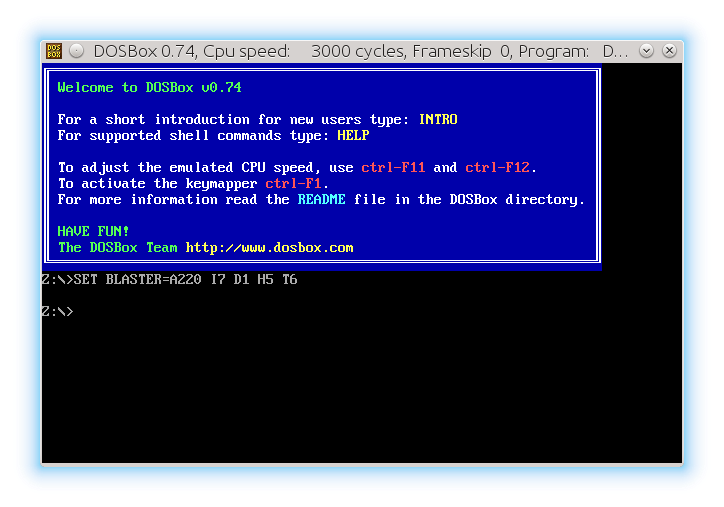 DOS BOX
DOSBox 0.74, Cpu speed: 3000 cycles, Frameskip 0, Program: D...
Welcome to DOSBox v0.74
For a short introduction for new users type: INTRO
For supported shell commands type: HELP
To adjust the emulated CPU speed, use ctrl-F11 and ctrl-F12.
To activate the keymapper ctrl-F1.
For more information read the README file in the DOSBox directory.
HAVE FUN!
The DOSBox Team http://www.dosbox.com
Z:\>SET BLASTER=A220 I7 D1 H5 T6
Z:\>